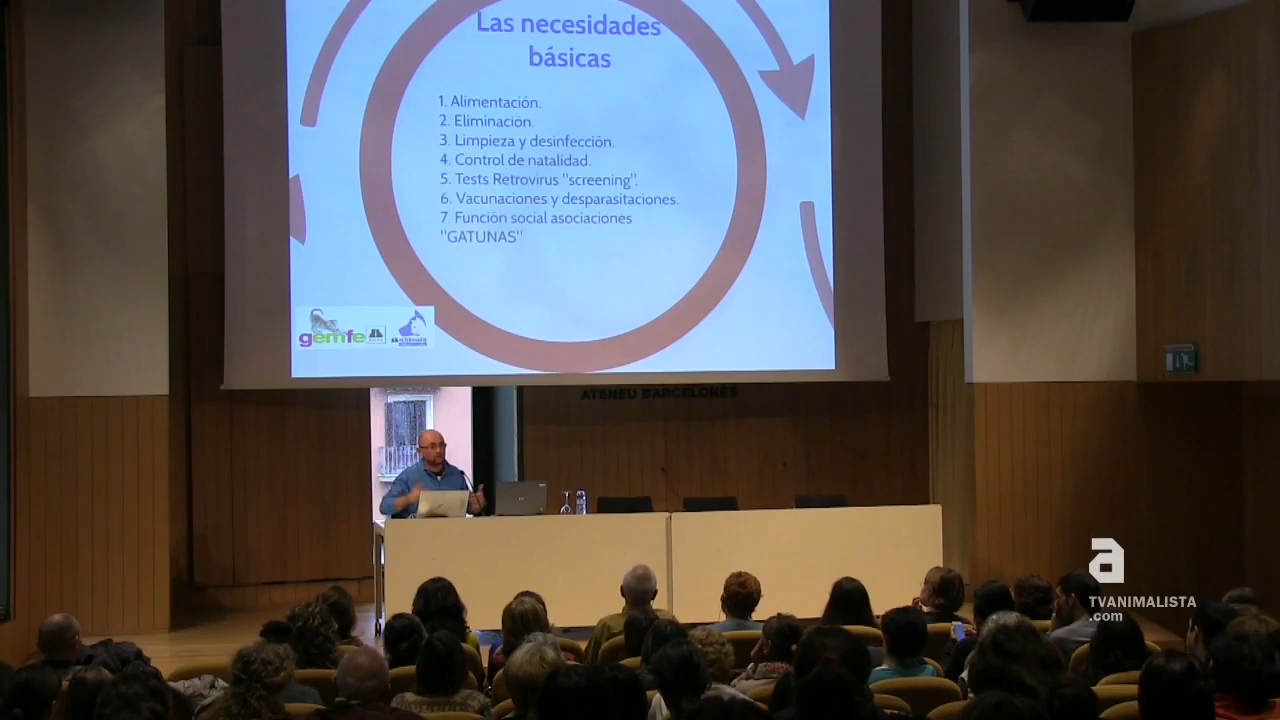 Las necesidades
básicas
1. Alimentación.
2. Eliminación.
3. Limpieza y desinfección.
4. Control de natalidad.
5. Tests Retrovirus "screening".
6. Vacunaciones y desparasitaciones.
7. Función social asociaciones
"GATUNAS"
gemfe
ATENEU BARCELONÈS
a
TVANIMALISTA
.com